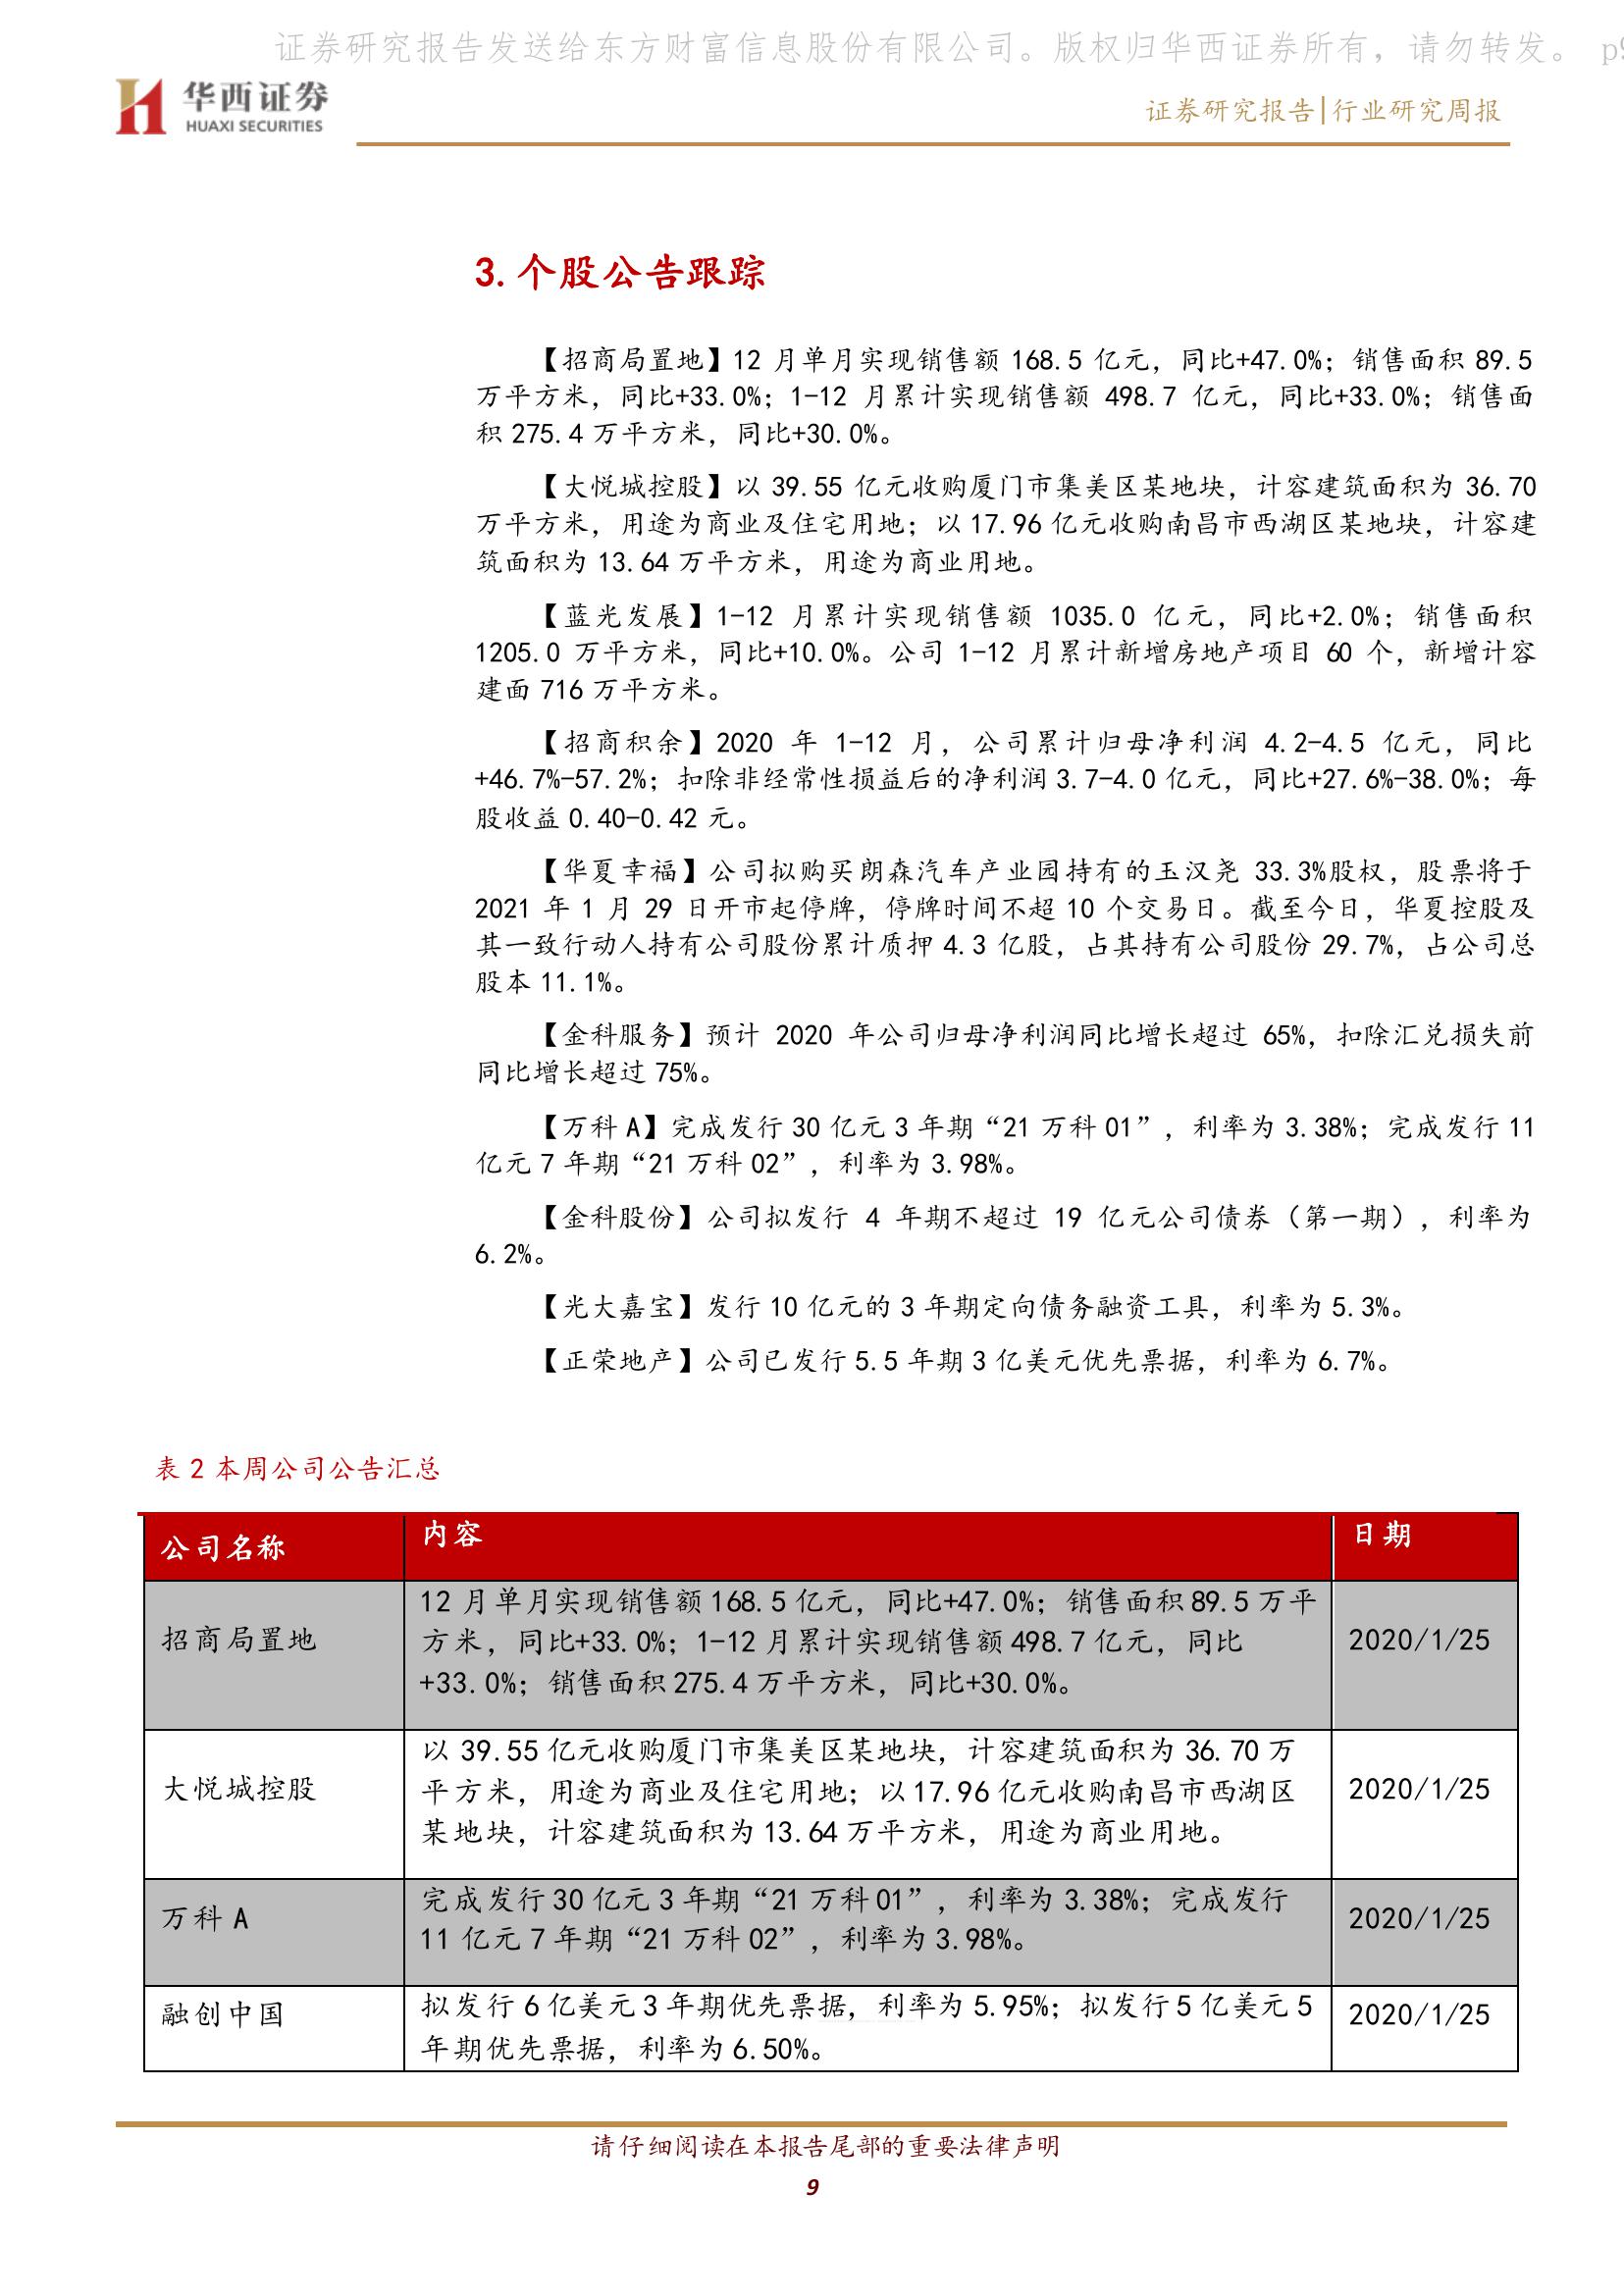 证券研究报告发送给东方财富信息股份有限公司。版权归华西证券所有，请勿转发。 p9
华西证券
HUAXI SECURITIES
证券研究报告|行业研究周报
3.个股公告跟踪
【招商局置地】12 月单月实现销售额 168.5 亿元，同比+47.0%；销售面积 89.5
万平方米，同比+33.0%；1-12 月累计实现销售额 498.7 亿元，同比+33.0%；销售面
积 275.4 万平方米，同比+30.0%。
【大悦城控股】以 39.55 亿元收购厦门市集美区某地块，计容建筑面积为 36.70
万平方米，用途为商业及住宅用地；以 17.96 亿元收购南昌市西湖区某地块，计容建
筑面积为 13.64 万平方米，用途为商业用地。
【蓝光发展】1-12 月累计实现销售额 1035.0 亿元，同比+2.0%；销售面积
1205.0 万平方米，同比+10.0%。公司 1-12 月累计新增房地产项目 60 个，新增计容
建面 716 万平方米。
【招商积余】2020 年 1-12 月，公司累计归母净利润 4.2-4.5 亿元，同比
+46.7%-57.2%；扣除非经常性损益后的净利润 3.7-4.0 亿元，同比+27.6%-38.0%；每
股收益 0.40-0.42 元。
【华夏幸福】公司拟购买朗森汽车产业园持有的玉汉尧 33.3%股权，股票将于
2021 年 1 月 29 日开市起停牌，停牌时间不超 10 个交易日。截至今日，华夏控股及
其一致行动人持有公司股份累计质押 4.3 亿股，占其持有公司股份 29.7%，占公司总
股本 11.1%。
【金科服务】预计 2020 年公司归母净利润同比增长超过 65%，扣除汇兑损失前
同比增长超过 75%。
【万科 A】完成发行 30 亿元 3 年期“21 万科 01”，利率为 3.38%；完成发行 11
亿元 7 年期“21 万科 02”，利率为 3.98%。
【金科股份】公司拟发行 4 年期不超过 19 亿元公司债券（第一期），利率为
6.2%。
【光大嘉宝】发行 10 亿元的 3 年期定向债务融资工具，利率为 5.3%。
【正荣地产】公司已发行 5.5 年期 3 亿美元优先票据，利率为 6.7%。
表 2 本周公司公告汇总
公司名称 内容 日期
招商局置地
12 月单月实现销售额 168.5 亿元，同比+47.0%；销售面积 89.5 万平
方米，同比+33.0%；1-12 月累计实现销售额 498.7 亿元，同比
+33.0%；销售面积 275.4 万平方米，同比+30.0%。
2020/1/25
大悦城控股
以 39.55 亿元收购厦门市集美区某地块，计容建筑面积为 36.70 万
平方米，用途为商业及住宅用地；以 17.96 亿元收购南昌市西湖区
某地块，计容建筑面积为 13.64 万平方米，用途为商业用地。
2020/1/25
万科 A
完成发行 30 亿元 3 年期“21 万科 01”，利率为 3.38%；完成发行
11 亿元 7 年期“21 万科 02”，利率为 3.98%。
2020/1/25
融创中国
拟发行 6 亿美元 3 年期优先票据，利率为 5.95%；拟发行 5 亿美元 5
年期优先票据，利率为 6.50%。
2020/1/25
请仔细阅读在本报告尾部的重要法律声明
9